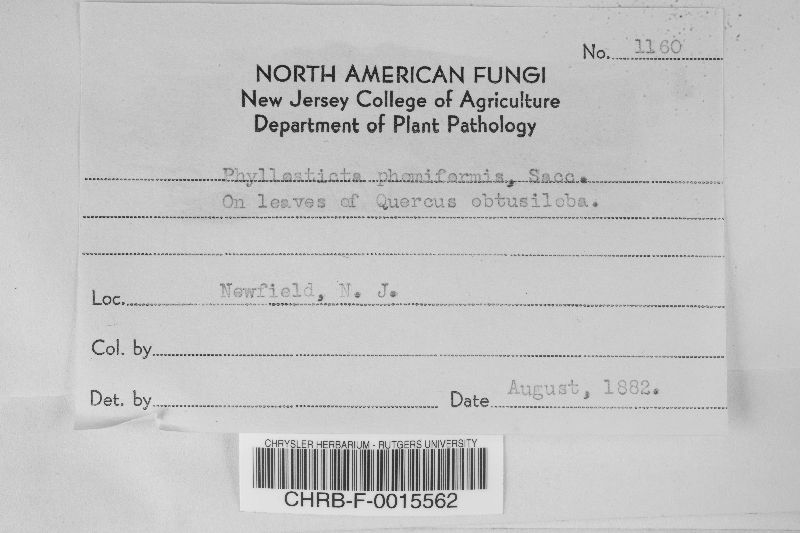 No. 1160
NORTH AMERICAN FUNGI
New Jersey College of Agriculture
Department of Plant Pathology
Phyllosticta phomiformis, Sacc.
On leaves of Quercus obtusiloba.
Loc. Newfield, N. J.
Col. by
Det. by Date August, 1882.
CHRYSLER HERBARIUM - RUTGERS UNIVERSITY
CHRB-F-0015562